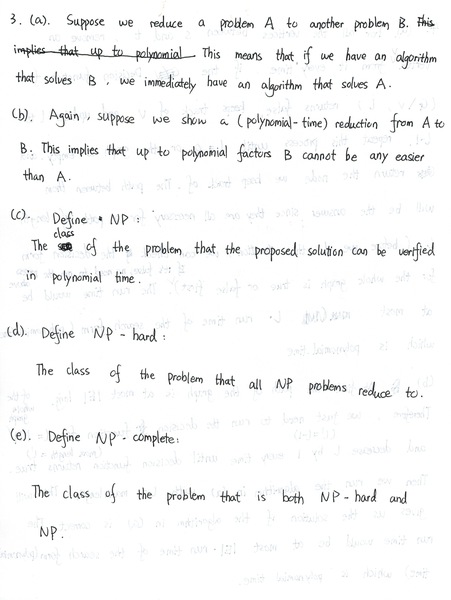 3. (a). Suppose we reduce a problem A to another problem B. This
implies that up to polynomial This means that if we have an algorithm
that solves B, we immediately have an algorithm that solves A.
(b). Again, suppose we show a (polynomial-time) reduction from A to
B. This implies that up to polynomial factors B cannot be any easier
than A.
(c). Define NP:
class
The of the problem that the proposed solution can be verified
in polynomial time.
(d). Define NP-hard:
The class of the problem that all NP problems reduce to.
(e). Define NP-complete:
The class of the problem that is both NP-hard and
NP.